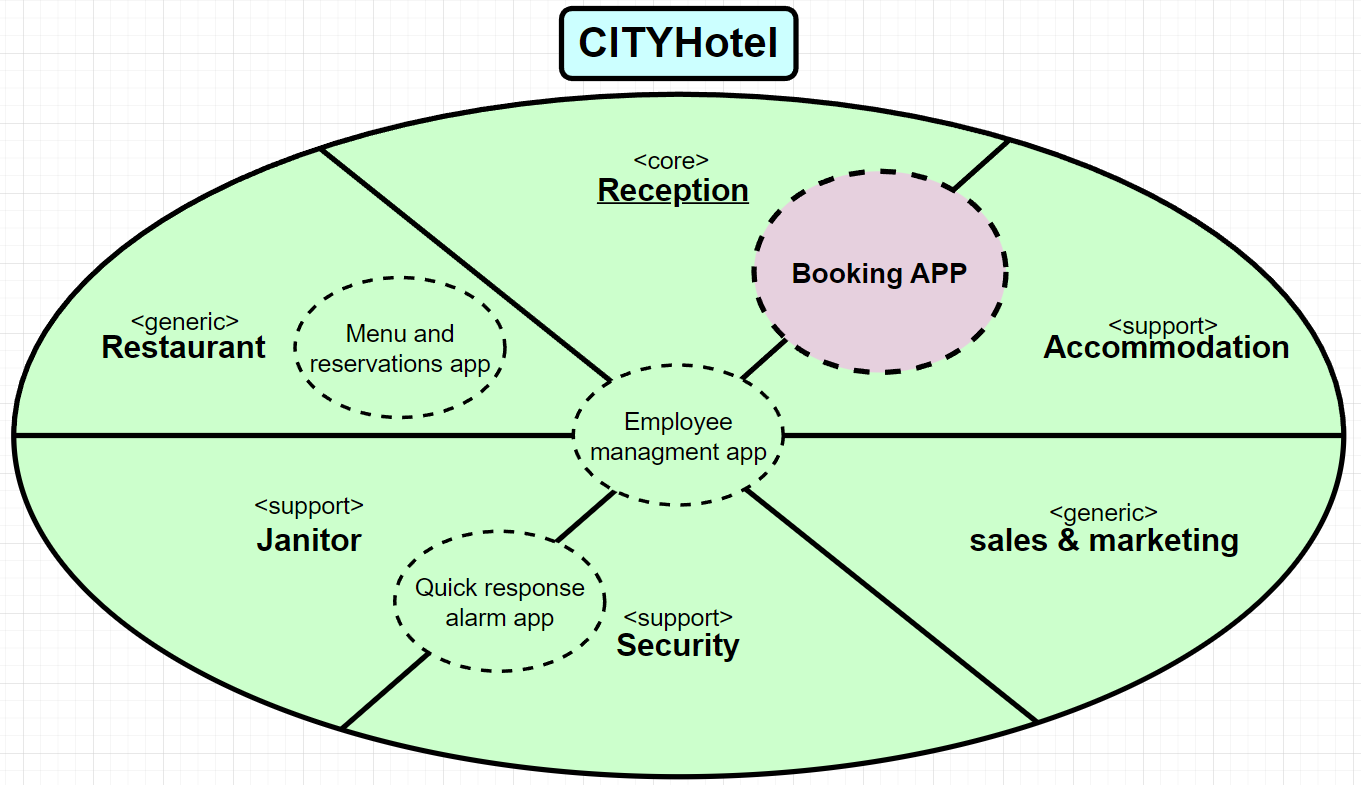 CITYHotel
<core>
Reception
Booking APP
<generic>
Restaurant
Menu and
reservations app
<support>
Accommodation
Employee
managment app
<support>
Janitor
Quick response
alarm app
<support>
Security
<generic>
sales & marketing